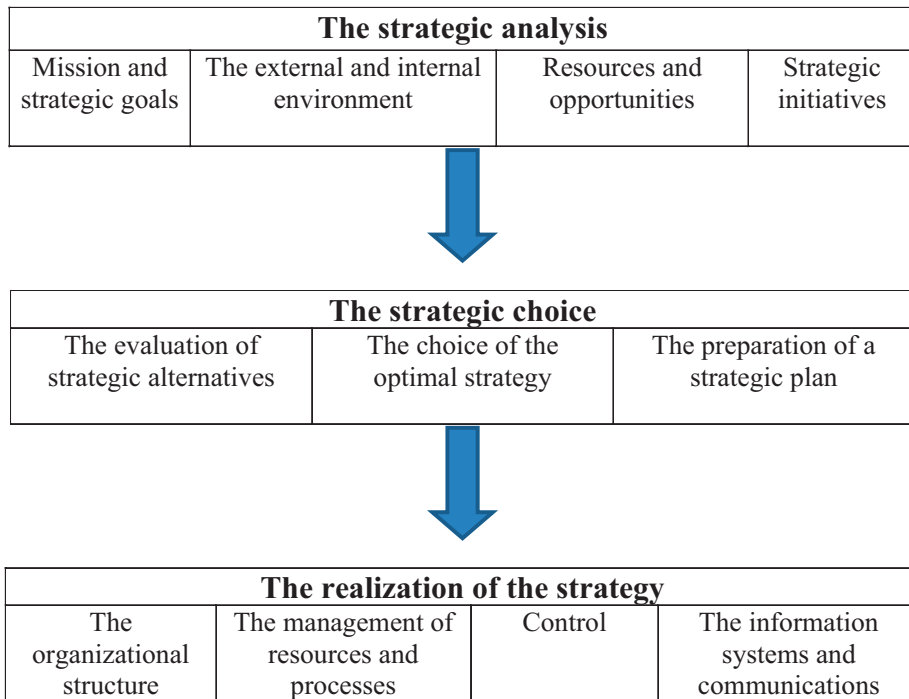 The strategic analysis
Mission and
strategic goals
The external and internal
environment
Resources and
opportunities
Strategic
initiatives
The strategic choice
The evaluation of
strategic alternatives
The choice of the
optimal strategy
The preparation of a
strategic plan
The realization of the strategy
The
organizational
structure
The management of
resources and
processes
Control
The information
systems and
communications